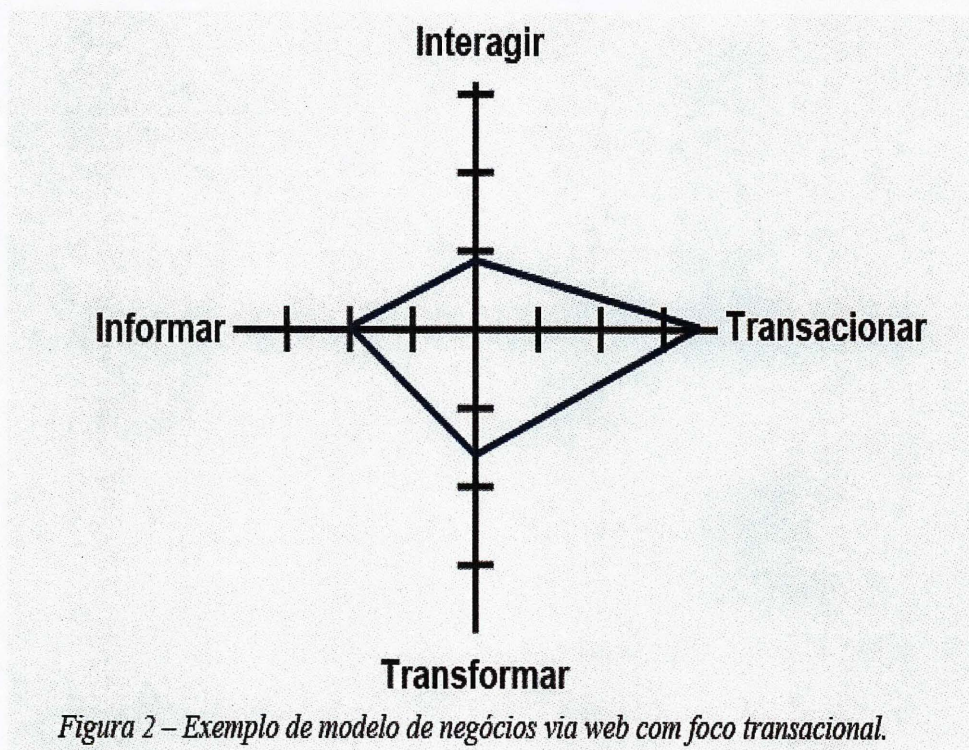 Interagir
Informar
Transacionar
Transformar
Figura 2 – Exemplo de modelo de negócios via web com foco transacional.